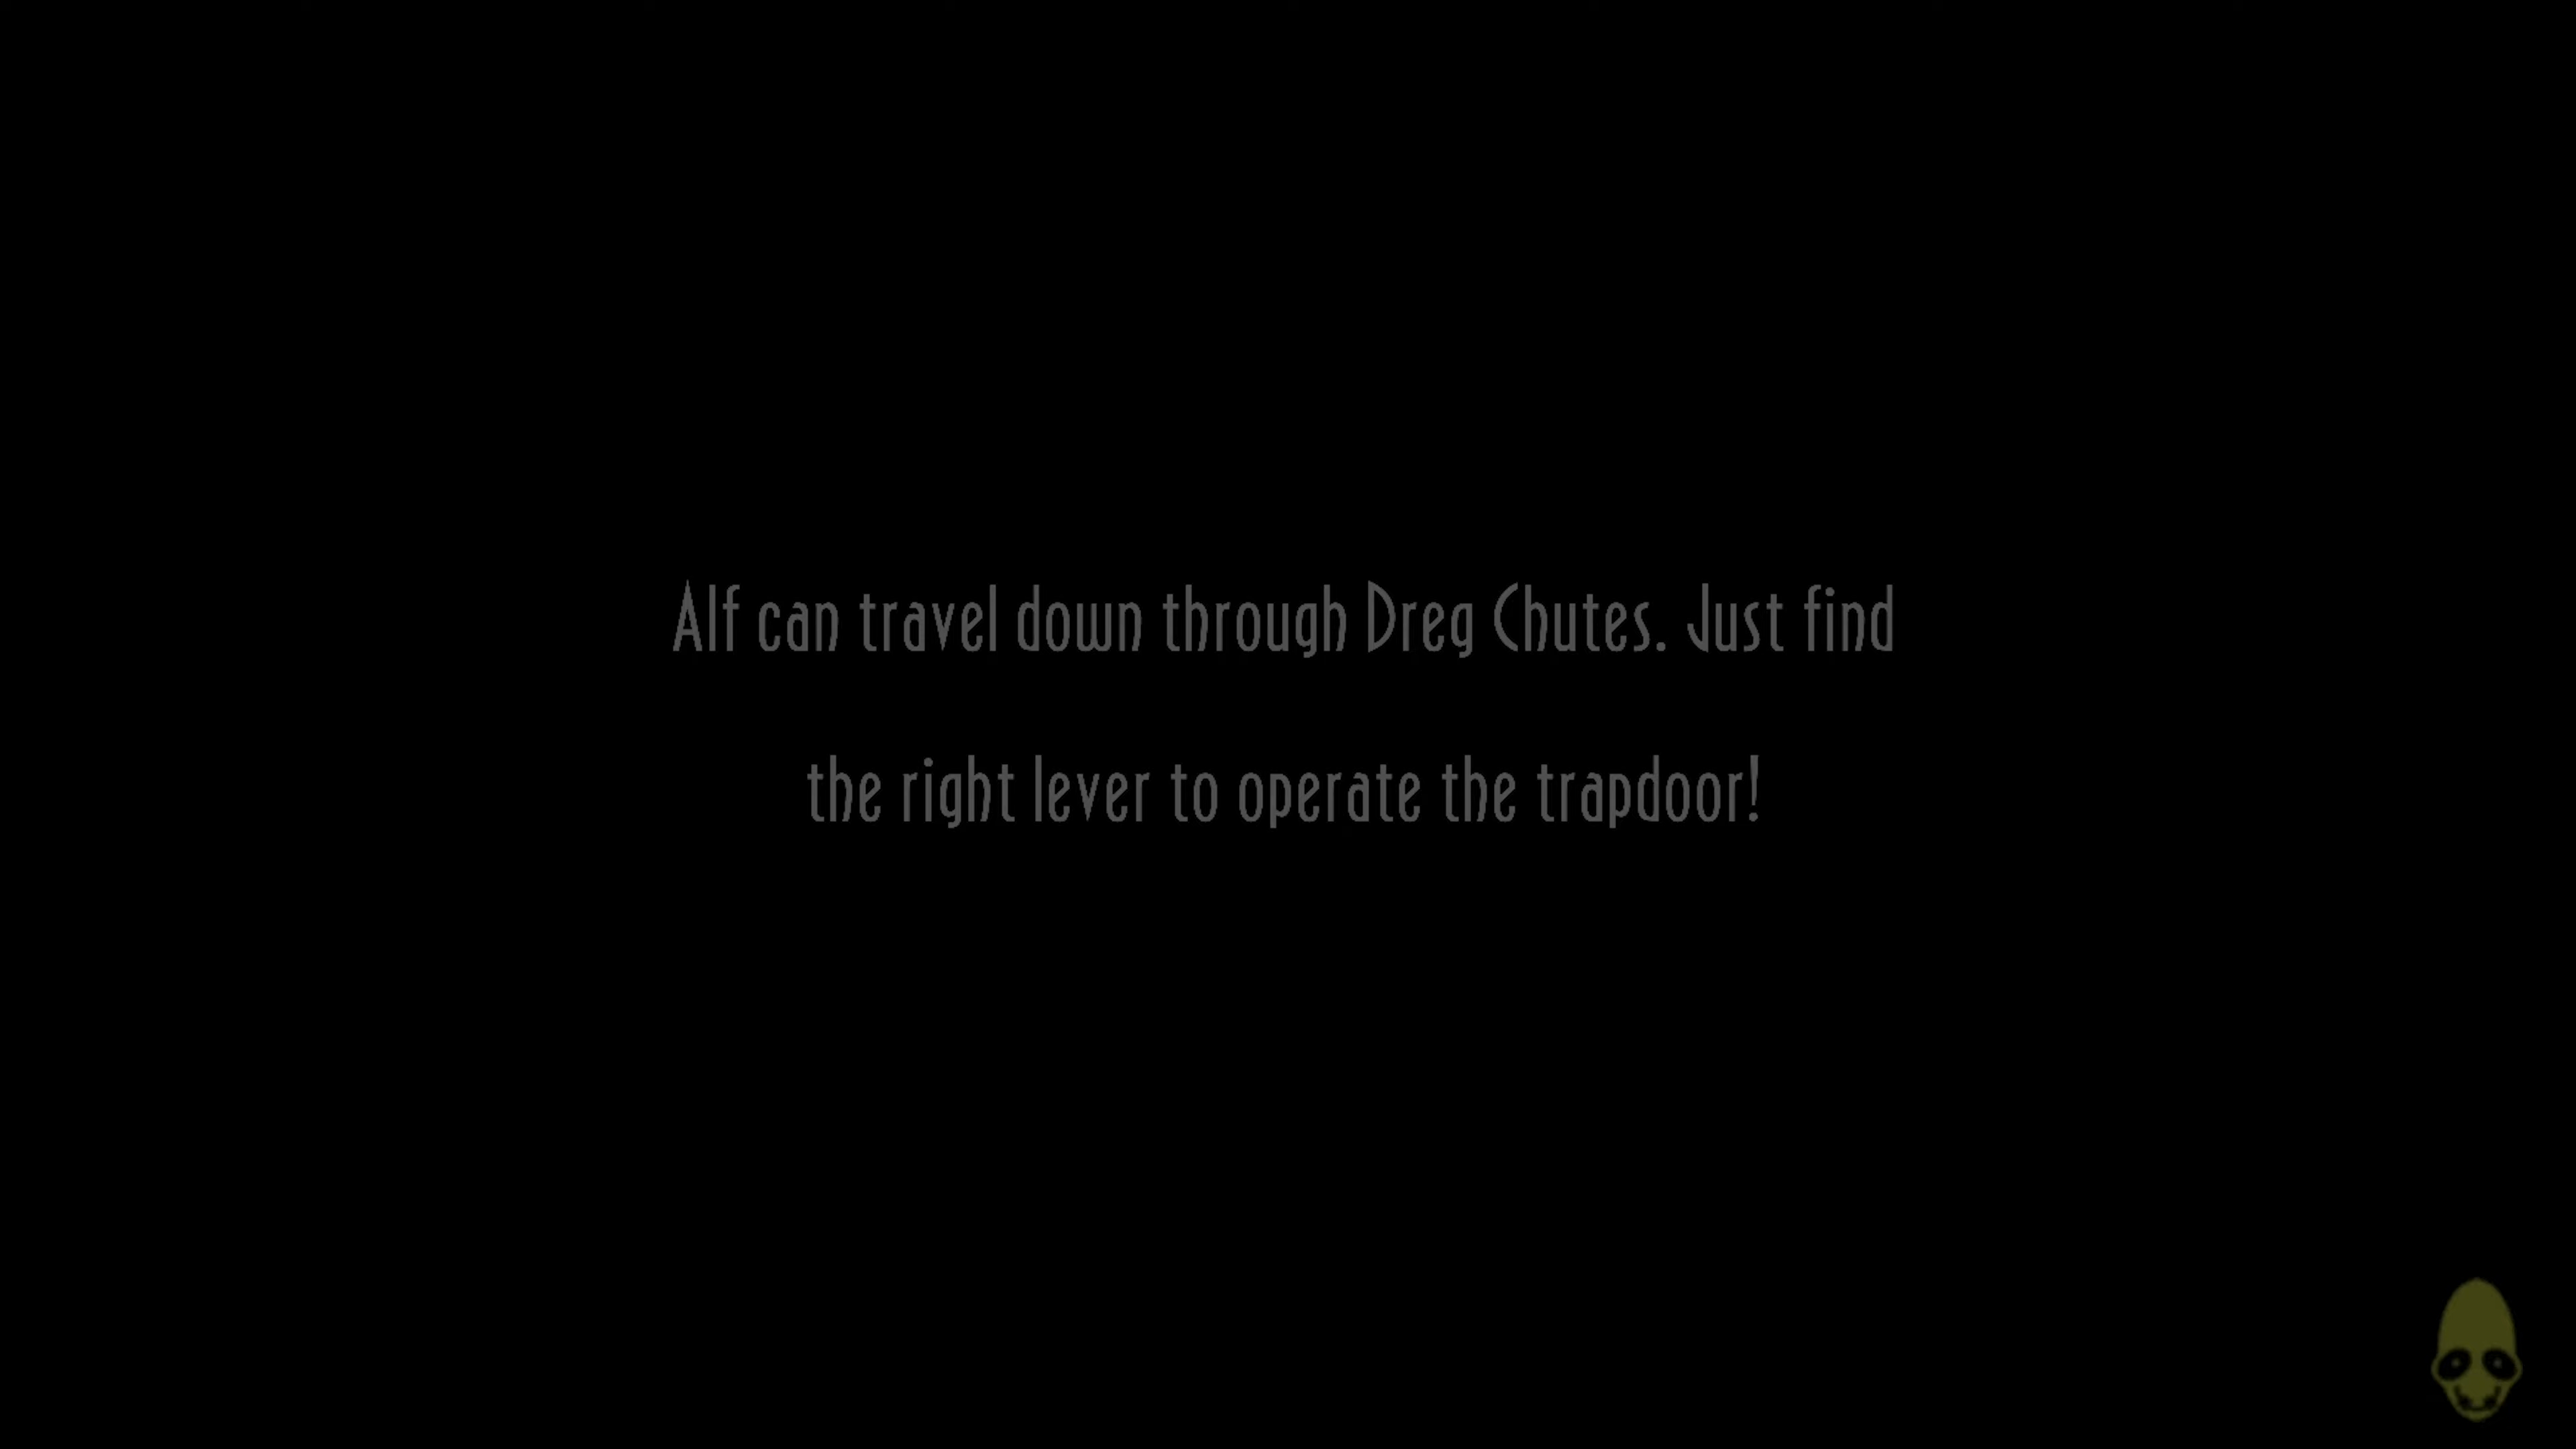 Alf can travel down through Dreg Chutes. Just find
the right lever to operate the trapdoor!